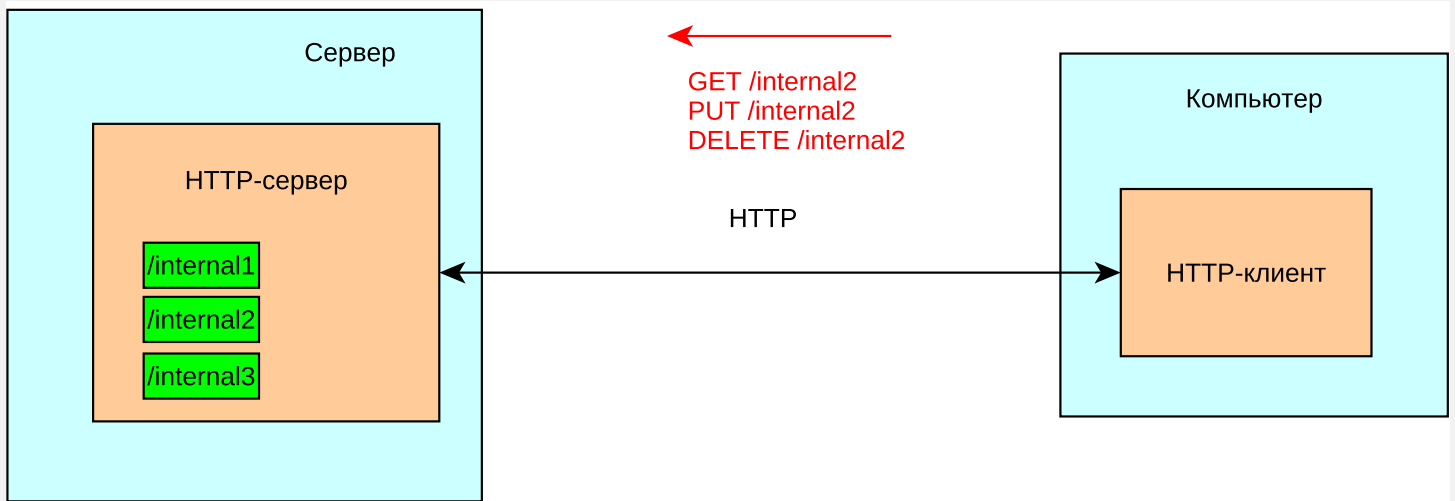 Сервер
HTTP-сервер
/internal1
/internal2
/internal3
GET /internal2
PUT /internal2
DELETE /internal2
HTTP
Компьютер
HTTP-клиент